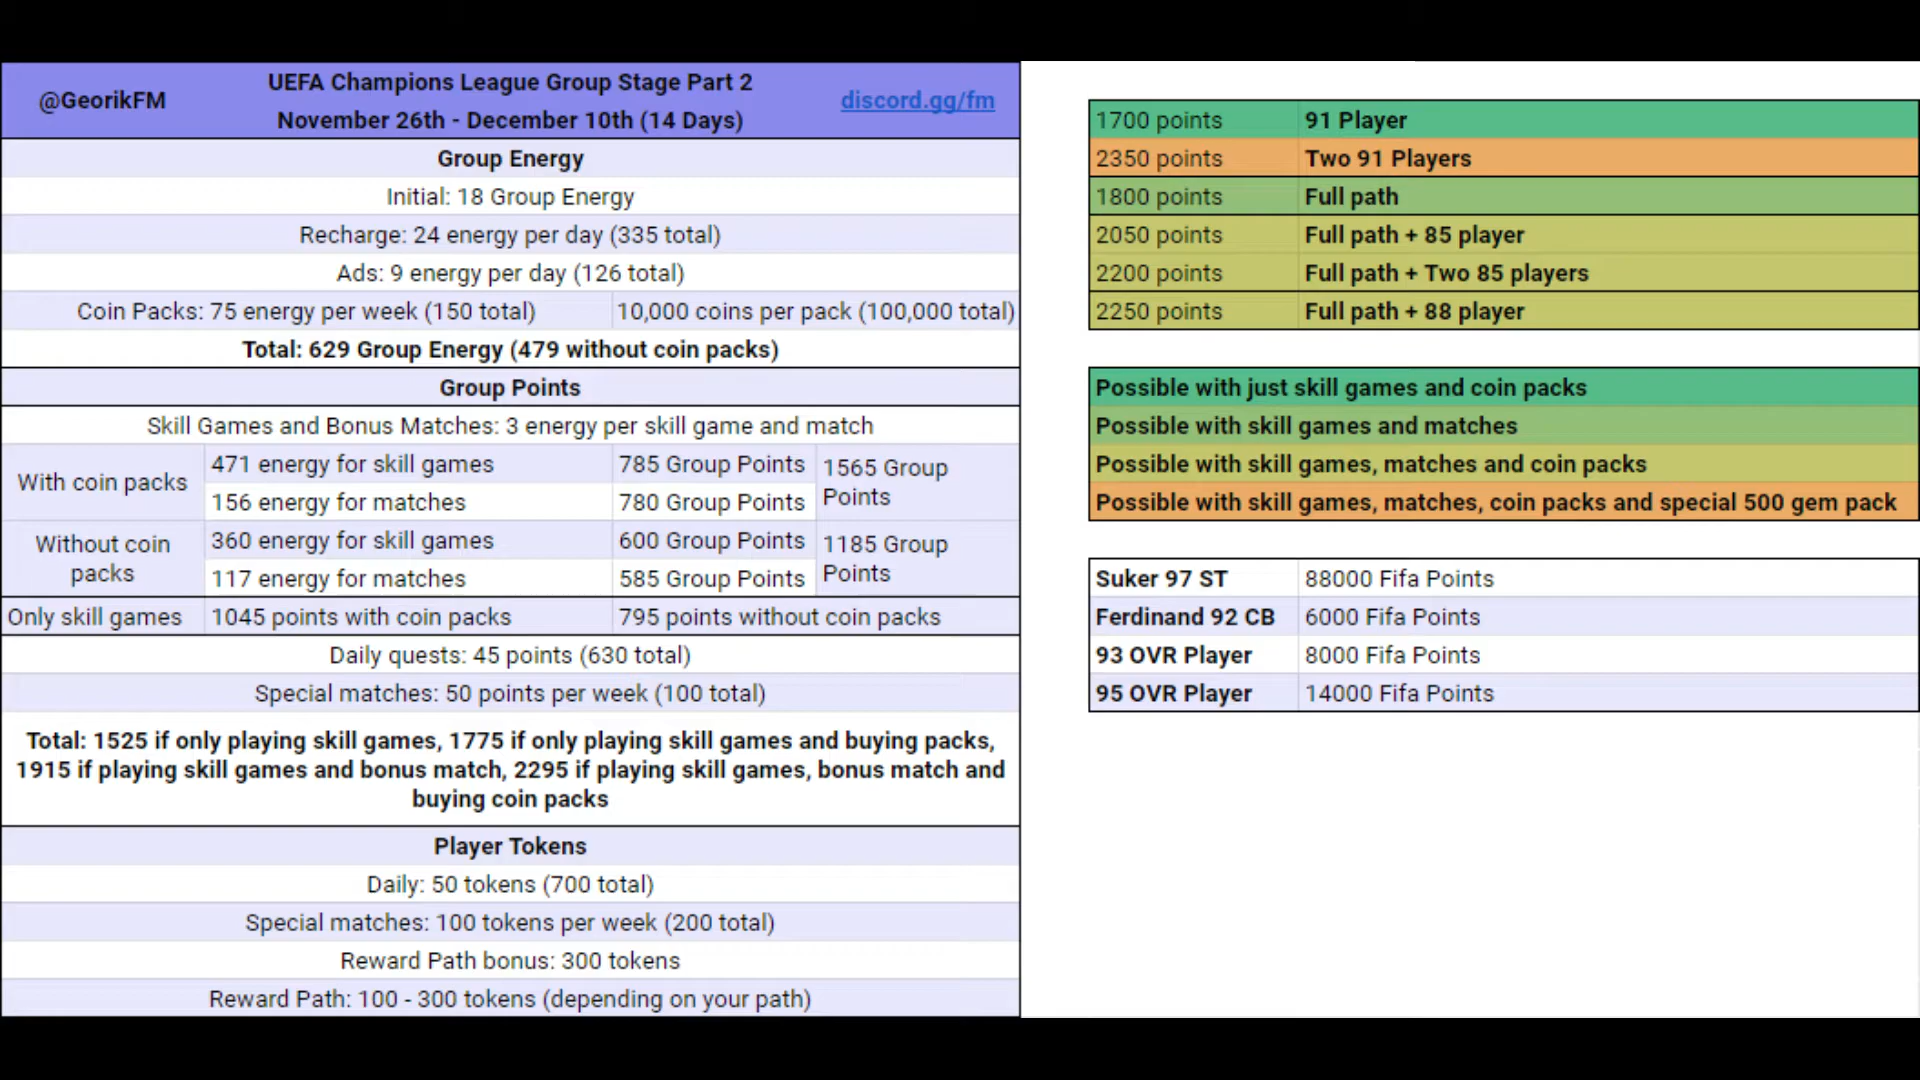 @GeorikFM
UEFA Champions League Group Stage Part 2
November 26th - December 10th (14 Days)
discord.gg/fm
Group Energy
Initial: 18 Group Energy
Recharge: 24 energy per day (335 total)
Ads: 9 energy per day (126 total)
Coin Packs: 75 energy per week (150 total)
10,000 coins per pack (100,000 total)
Total: 629 Group Energy (479 without coin packs)
Group Points
Skill Games and Bonus Matches: 3 energy per skill game and match
With coin packs
471 energy for skill games
785 Group Points
156 energy for matches
780 Group Points
1565 Group
Points
Without coin
packs
360 energy for skill games
600 Group Points
117 energy for matches
585 Group Points
1185 Group
Points
Only skill games
1045 points with coin packs
795 points without coin packs
Daily quests: 45 points (630 total)
Special matches: 50 points per week (100 total)
Total: 1525 if only playing skill games, 1775 if only playing skill games and buying packs,
1915 if playing skill games and bonus match, 2295 if playing skill games, bonus match and
buying coin packs
Player Tokens
Daily: 50 tokens (700 total)
Special matches: 100 tokens per week (200 total)
Reward Path bonus: 300 tokens
Reward Path: 100 - 300 tokens (depending on your path)
1700 points
91 Player
2350 points
Two 91 Players
1800 points
Full path
2050 points
Full path + 85 player
2200 points
Full path + Two 85 players
2250 points
Full path + 88 player
Possible with just skill games and coin packs
Possible with skill games and matches
Possible with skill games, matches and coin packs
Possible with skill games, matches, coin packs and special 500 gem pack
Suker 97 ST
88000 Fifa Points
Ferdinand 92 CB
6000 Fifa Points
93 OVR Player
8000 Fifa Points
95 OVR Player
14000 Fifa Points